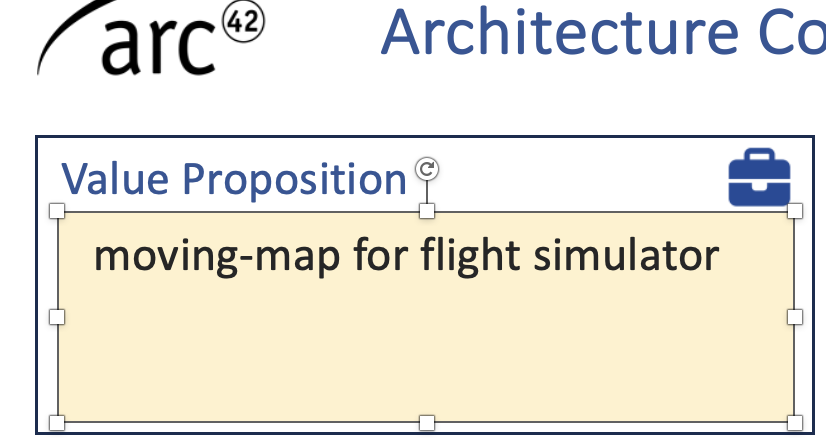 arc42
Architecture Co
Value Proposition
moving-map for flight simulator